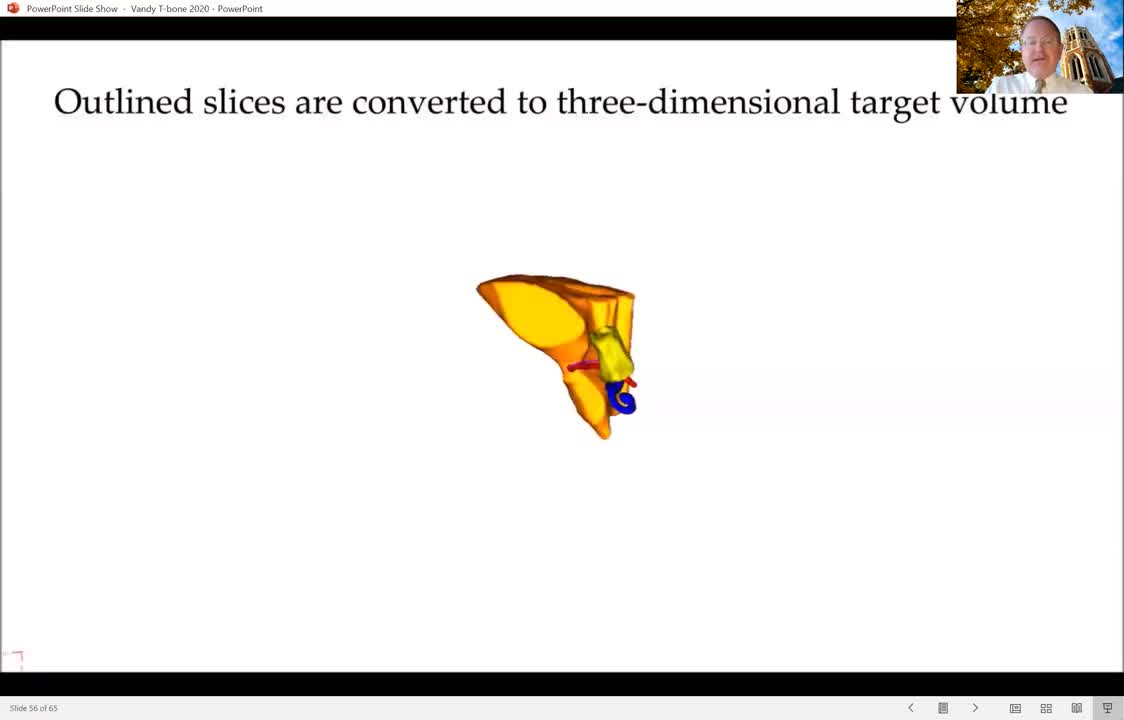 PowerPoint Slide Show - Vandy T-bone 2020 - PowerPoint
Outlined slices are converted to three-dimensional target volume
Slide 56 of 65